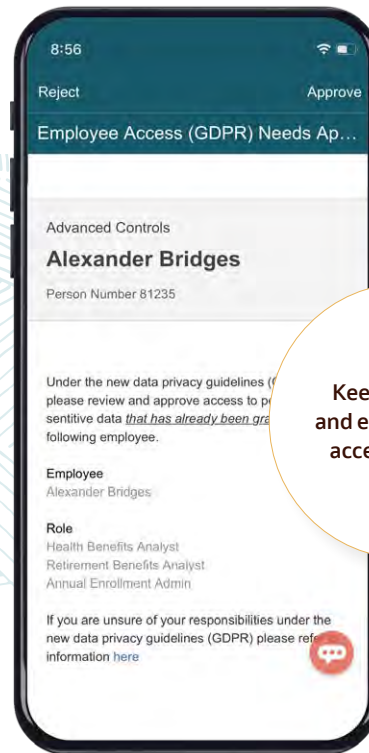 8:56
Reject Approve
Employee Access (GDPR) Needs Ap...
Advanced Controls
Alexander Bridges
Person Number 81235
Under the new data privacy guidelines (
please review and approve access to
sentitive data that has already been
following employee.
Kee
and e
acce
Employee
Alexander Bridges
Role
Health Benefits Analyst
Retirement Benefits Analyst
Annual Enrollment Admin
If you are unsure of your responsibilities under the
new data privacy guidelines (GDPR) please
information here